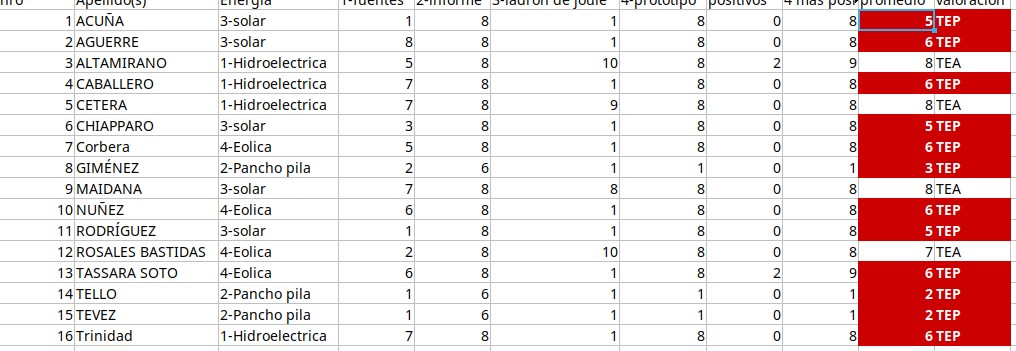 nro Apellido(s) Energia 1-fuentes 2-informe 3-ladron de joule 4-prototipo positivos 4 mas posi promedio valoracion
1 ACUÑA 3-solar 1 8 1 8 0 8 5 TEP
2 AGUERRE 3-solar 8 8 1 8 0 8 6 TEP
3 ALTAMIRANO 1-Hidroelectrica 5 8 10 8 2 9 8 TEA
4 CABALLERO 1-Hidroelectrica 7 8 1 8 0 8 6 TEP
5 CETERA 1-Hidroelectrica 7 8 9 8 0 8 8 TEA
6 CHIAPPARO 3-solar 3 8 1 8 0 8 5 TEP
7 Corbera 4-Eolica 5 8 1 8 0 8 6 TEP
8 GIMÉNEZ 2-Pancho pila 2 6 1 1 0 1 3 TEP
9 MAIDANA 3-solar 7 8 8 8 0 8 8 TEA
10 NUÑEZ 4-Eolica 6 8 1 8 0 8 6 TEP
11 RODRÍGUEZ 3-solar 1 8 1 8 0 8 5 TEP
12 ROSALES BASTIDAS 4-Eolica 2 8 10 8 0 8 7 TEA
13 TASSARA SOTO 4-Eolica 6 8 1 8 2 9 6 TEP
14 TELLO 2-Pancho pila 1 6 1 1 0 1 2 TEP
15 TEVEZ 2-Pancho pila 1 6 1 1 0 1 2 TEP
16 Trinidad 1-Hidroelectrica 7 8 1 8 0 8 6 TEP